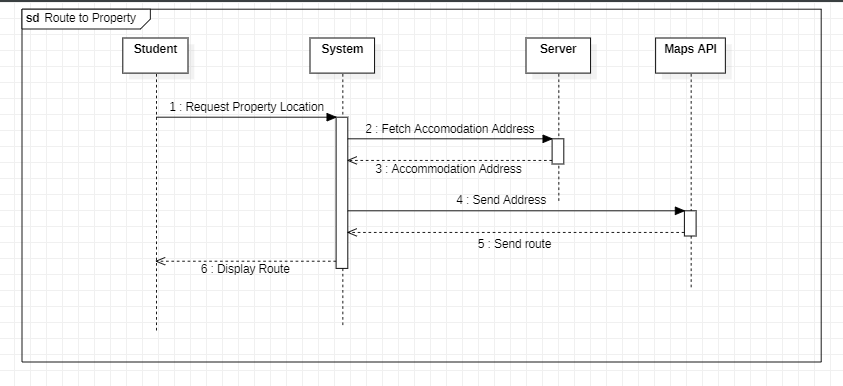 sd Route to Property
Student
System
Server
Maps API
1 : Request Property Location
2 : Fetch Accomodation Address
3 : Accommodation Address
4 : Send Address
5 : Send route
6 : Display Route